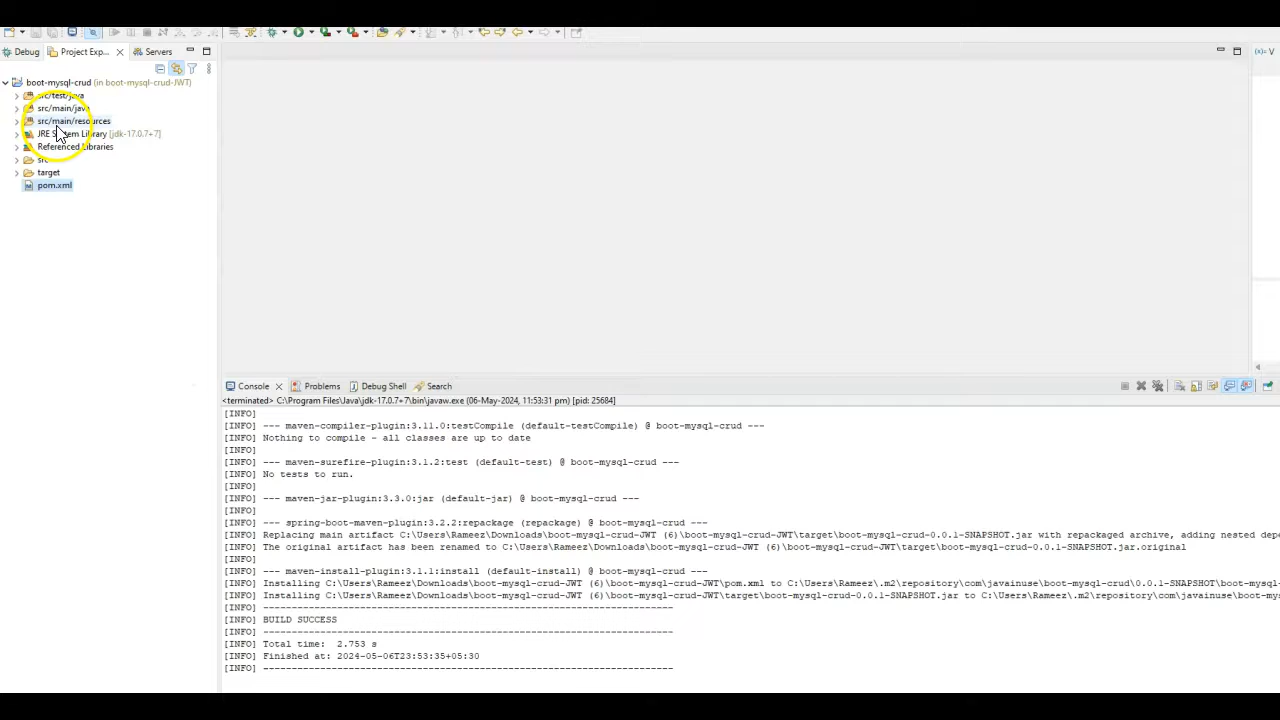 Debug
Project Exp...
Servers
boot-mysql-crud (in boot-mysql-crud-JWT)
src/test/java
src/main/java
src/main/resources
JRE System Library [jdk-17.0.7+7]
Referenced Libraries
src
target
pom.xml
(x)= V
Console
Problems
Debug Shell
Search
<terminated> C:\Program Files\Java\jdk-17.0.7+7\bin\javaw.exe (06-May-2024, 11:53:31 pm) [pid: 25684]
[INFO]
[INFO] --- maven-compiler-plugin:3.11.0:testCompile (default-testCompile) @ boot-mysql-crud ---
[INFO] Nothing to compile - all classes are up to date
[INFO]
[INFO] --- maven-surefire-plugin:3.1.2:test (default-test) @ boot-mysql-crud ---
[INFO] No tests to run.
[INFO]
[INFO] --- maven-jar-plugin:3.3.0:jar (default-jar) @ boot-mysql-crud ---
[INFO]
[INFO] --- spring-boot-maven-plugin:3.2.2:repackage (repackage) @ boot-mysql-crud ---
[INFO] Replacing main artifact C:\Users\Rameez\Downloads\boot-mysql-crud-JWT (6)\boot-mysql-crud-JWT\target\boot-mysql-crud-0.0.1-SNAPSHOT.jar with repackaged archive, adding nested depe
[INFO] The original artifact has been renamed to C:\Users\Rameez\Downloads\boot-mysql-crud-JWT (6)\boot-mysql-crud-JWT\target\boot-mysql-crud-0.0.1-SNAPSHOT.jar.original
[INFO]
[INFO] --- maven-install-plugin:3.1.1:install (default-install) @ boot-mysql-crud ---
[INFO] Installing C:\Users\Rameez\Downloads\boot-mysql-crud-JWT (6)\boot-mysql-crud-JWT\pom.xml to C:\Users\Rameez\.m2\repository\com\javainuse\boot-mysql-crud\0.0.1-SNAPSHOT\boot-mysql-
[INFO] Installing C:\Users\Rameez\Downloads\boot-mysql-crud-JWT (6)\boot-mysql-crud-JWT\target\boot-mysql-crud-0.0.1-SNAPSHOT.jar to C:\Users\Rameez\.m2\repository\com\javainuse\boot-mys
[INFO] ------------------------------------------------------------------------
[INFO] BUILD SUCCESS
[INFO] ------------------------------------------------------------------------
[INFO] Total time:  2.753 s
[INFO] Finished at: 2024-05-06T23:53:35+05:30
[INFO] ------------------------------------------------------------------------